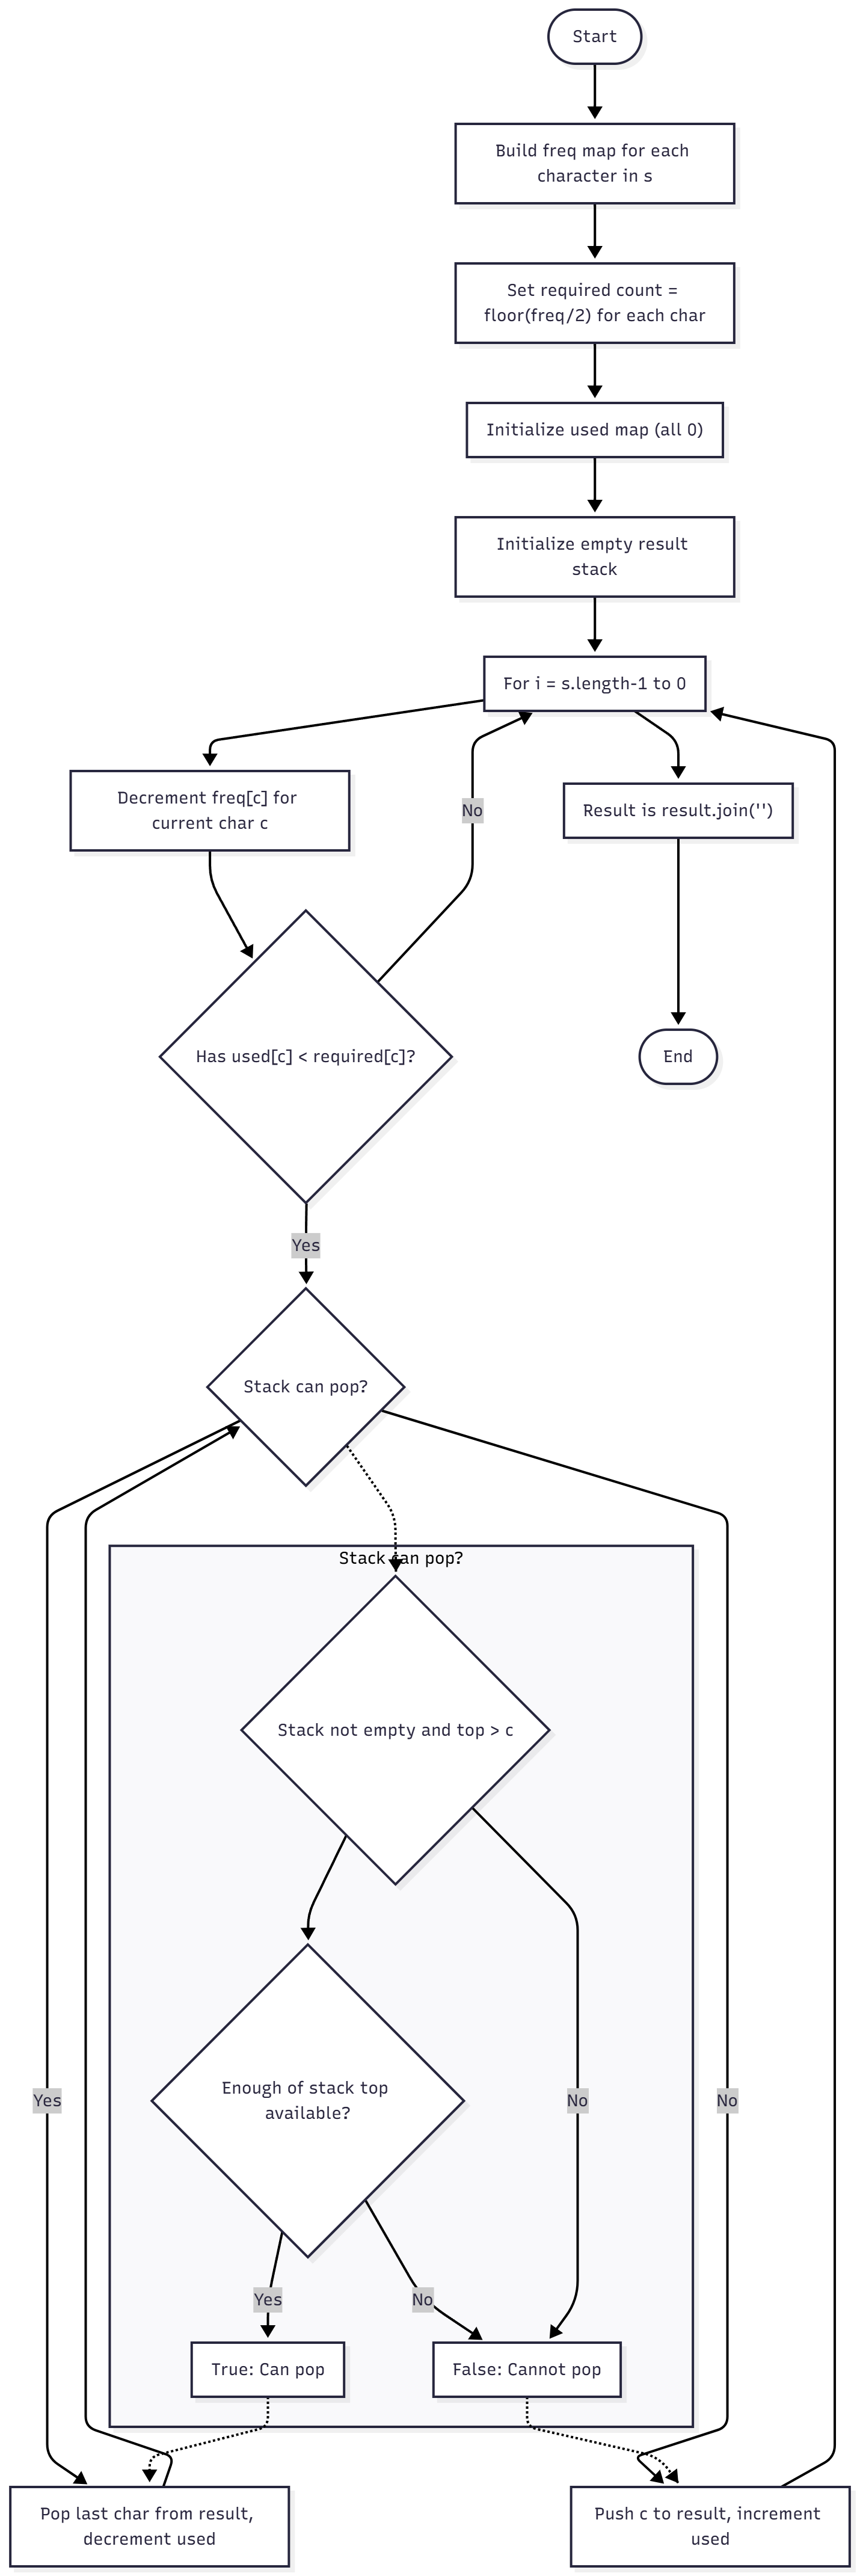 Start
Build freq map for each
character in s
Set required count =
floor(freq/2) for each char
Initialize used map (all 0)
Initialize empty result
stack
For i = s.length-1 to 0
Decrement freq[c] for
current char c
No
Result is result.join('')
Has used[c] < required[c]?
End
Yes
Stack can pop?
Stack can pop?
Stack not empty and top > c
Enough of stack top
available?
Yes
No
No
Yes
No
True: Can pop
False: Cannot pop
Pop last char from result,
decrement used
Push c to result, increment
used